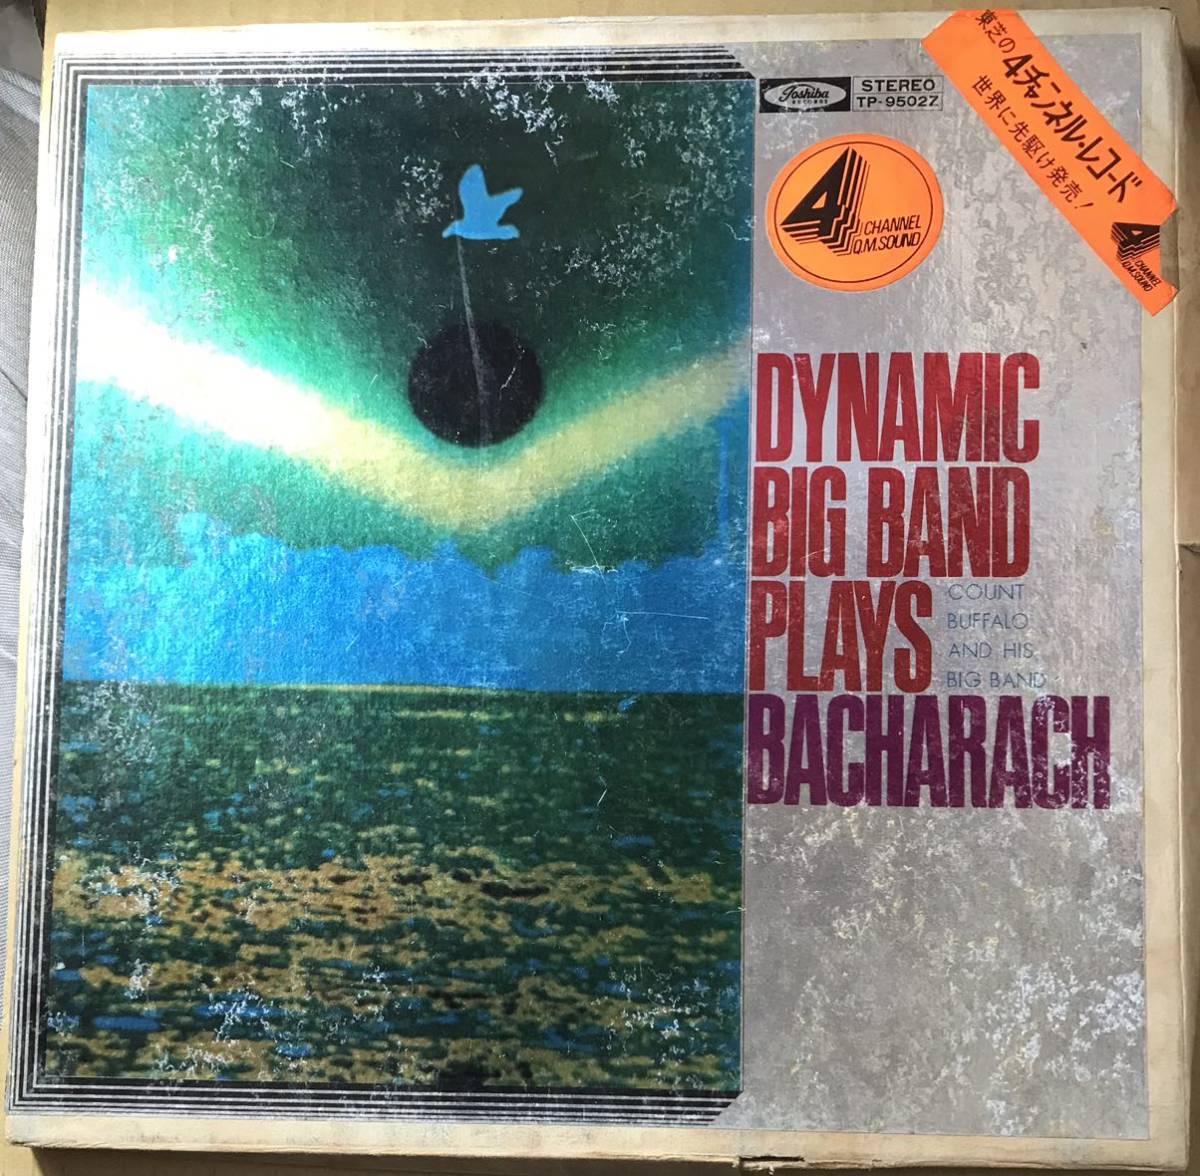 東芝の4チャンネル・レコード
世界に先駆け発売!
4 CHANNEL
Q.M.SOUND
Toshiba
RECORDS
STEREO
TP-9502Z
4 CHANNEL
Q.M.SOUND
DYNAMIC
BIG BAND
PLAYS
COUNT
BUFFALO
AND HIS
BIG BAND
BACHARACH